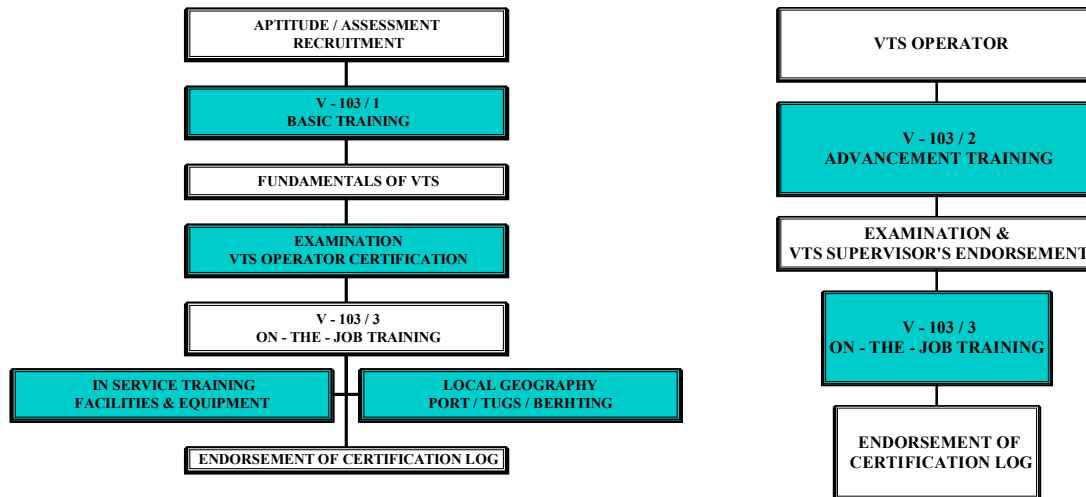 APTITUDE / ASSESSMENT
RECRUITMENT
V - 103 / 1
BASIC TRAINING
FUNDAMENTALS OF VTS
EXAMINATION
VTS OPERATOR CERTIFICATION
V - 103 / 3
ON - THE - JOB TRAINING
IN SERVICE TRAINING
FACILITIES & EQUIPMENT
LOCAL GEOGRAPHY
PORT / TUGS / BERHTING
ENDORSEMENT OF CERTIFICATION LOG
VTS OPERATOR
V - 103 / 2
ADVANCEMENT TRAINING
EXAMINATION &
VTS SUPERVISOR'S ENDORSEMENT
V - 103 / 3
ON - THE - JOB TRAINING
ENDORSEMENT OF
CERTIFICATION LOG